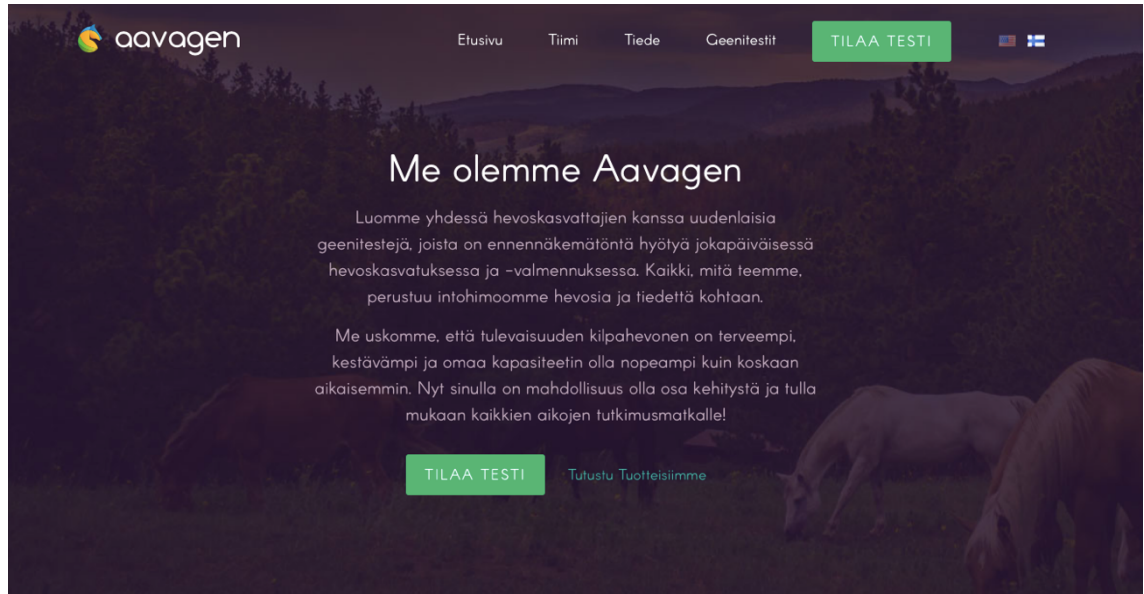 aavagen
Etusivu Tiimi Tiede Geenitestit TILAA TESTI
Me olemme Aavagen
Luomme yhdessä hevoskasvattajien kanssa uudenlaisia
geenitestejä, joista on ennennäkemätöntä hyötyä jokapäiväisessä
hevoskasvatuksessa ja -valmennuksessa. Kaikki, mitä teemme,
perustuu intohimoomme hevosia ja tiedettä kohtaan.
Me uskomme, että tulevaisuuden kilpahevonen on terveempi,
kestävämpi ja omaa kapasiteetin olla nopeampi kuin koskaan
aikaisemmin. Nyt sinulla on mahdollisuus olla osa kehitystä ja tulla
mukaan kaikkien aikojen tutkimusmatkalle!
TILAA TESTI Tutustu Tuotteisiimme